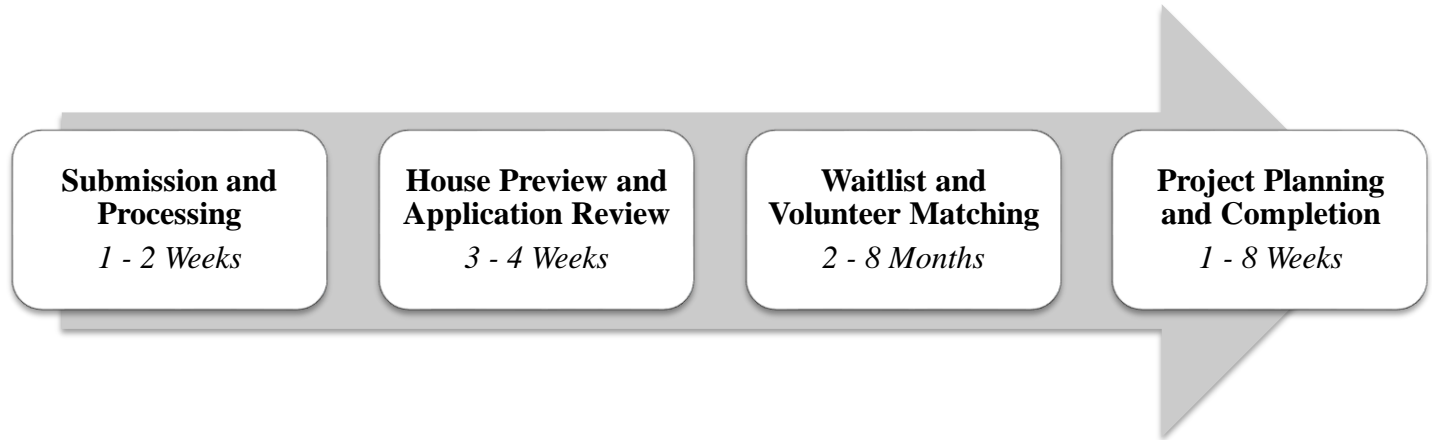 Submission and
Processing
1 - 2 Weeks
House Preview and
Application Review
3 - 4 Weeks
Waitlist and
Volunteer Matching
2 - 8 Months
Project Planning
and Completion
1 - 8 Weeks